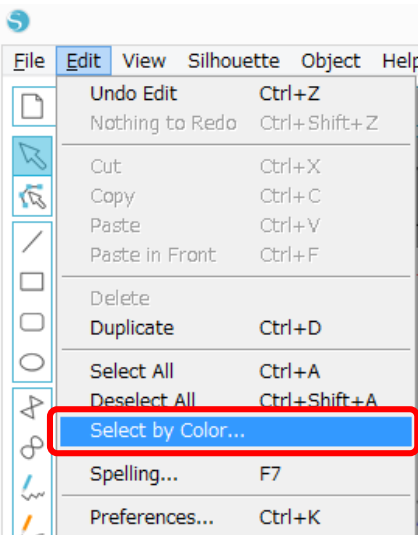 File Edit View Silhouette Object Help
Undo Edit Ctrl+Z
Nothing to Redo Ctrl+Shift+Z
Cut Ctrl+X
Copy Ctrl+C
Paste Ctrl+V
Paste in Front Ctrl+F
Delete
Duplicate Ctrl+D
Select All Ctrl+A
Deselect All Ctrl+Shift+A
Select by Color...
Spelling... F7
Preferences... Ctrl+K